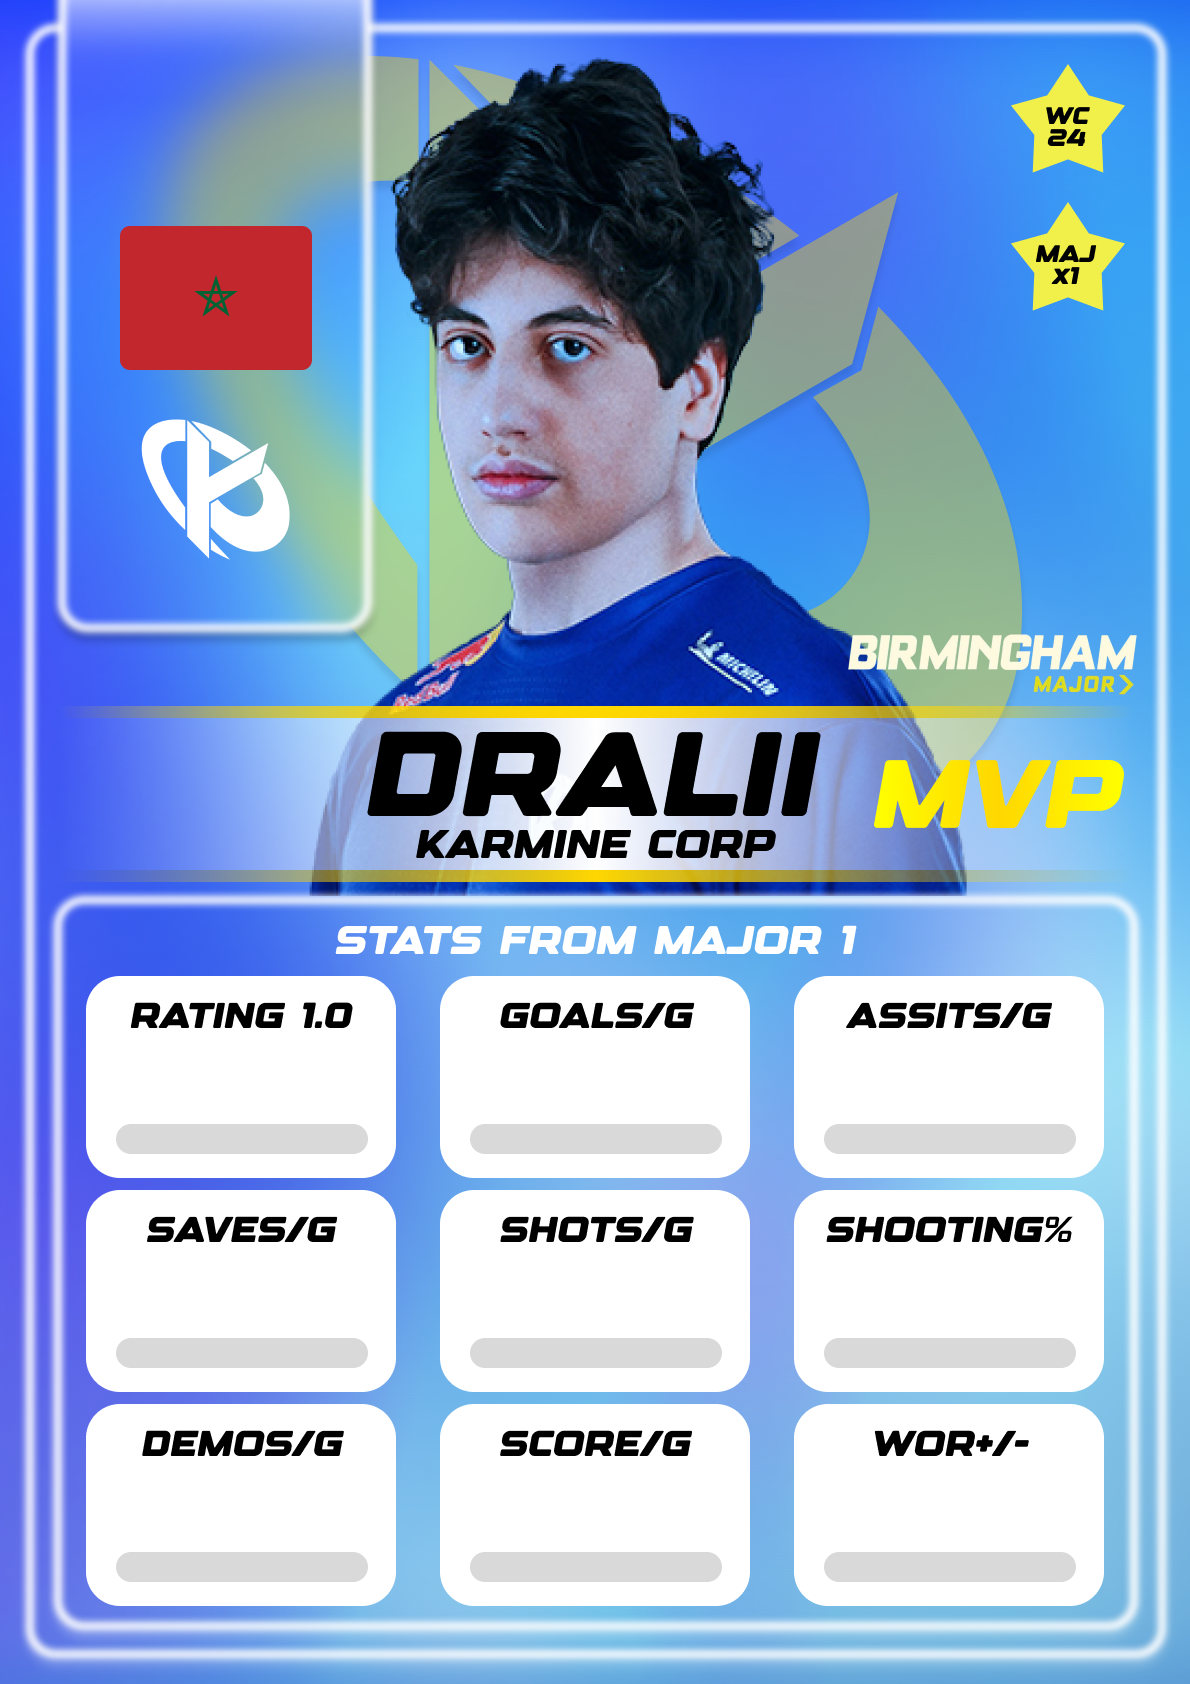 WC
24
MAJ
x1
MICHELIN
BIRMINGHAM
MAJOR
DRALII
KARMINE CORP
MVP
STATS FROM MAJOR 1
RATING 1.0
GOALS/G
ASSITS/G
SAVES/G
SHOTS/G
SHOOTING%
DEMOS/G
SCORE/G
WOR+/-